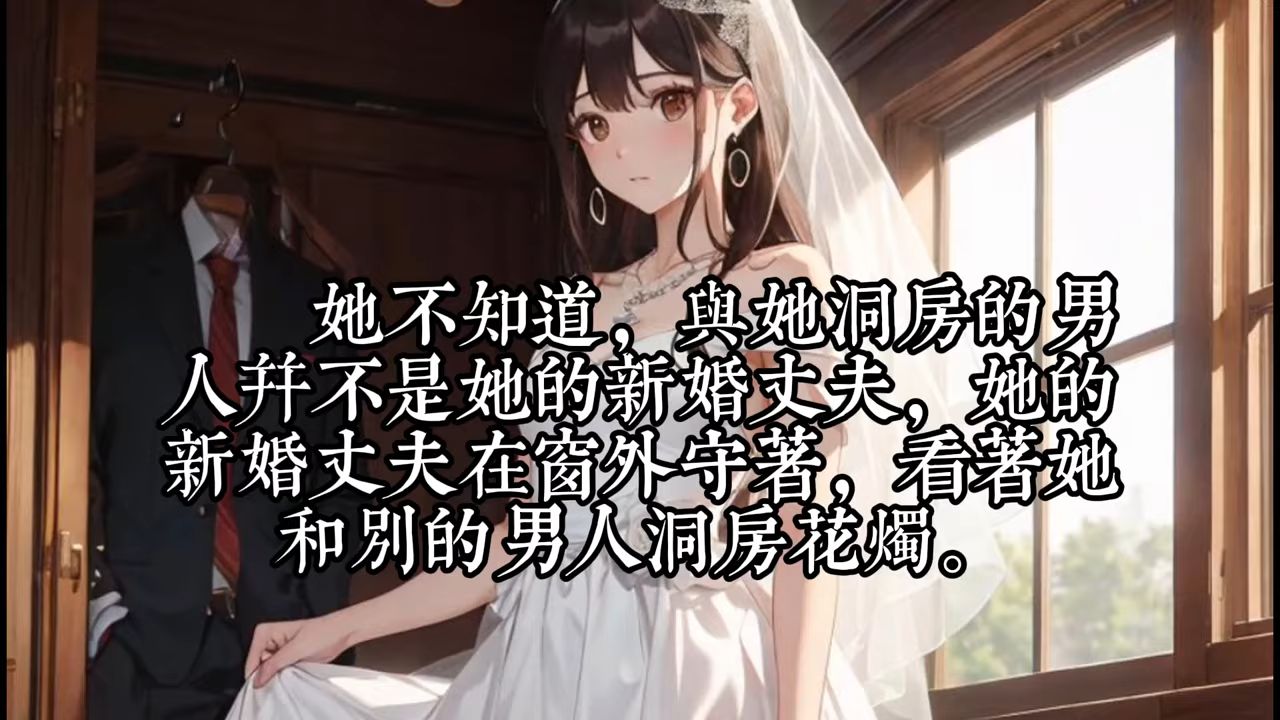 她不知道，與她洞房的男
人并不是她的新婚丈夫，她的
新婚丈夫在窗外守著，看著她
和別的男人洞房花燭。